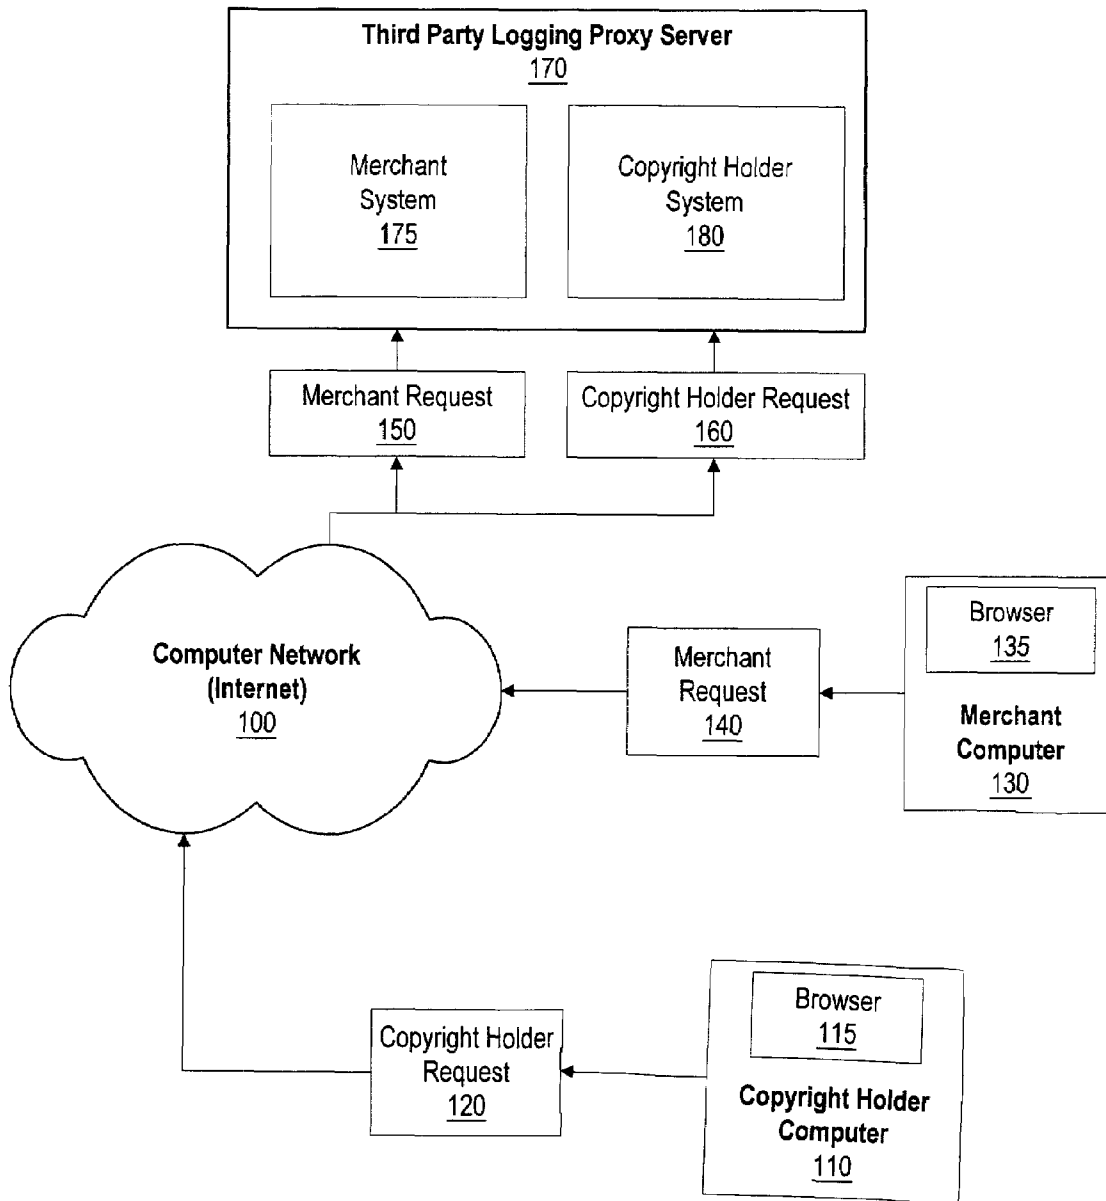 Third Party Logging Proxy Server
170
Merchant
System
175
Copyright Holder
System
180
Merchant Request
150
Copyright Holder Request
160
Computer Network
(Internet)
100
Merchant
Request
140
Browser
135
Merchant
Computer
130
Copyright Holder
Request
120
Browser
115
Copyright Holder
Computer
110